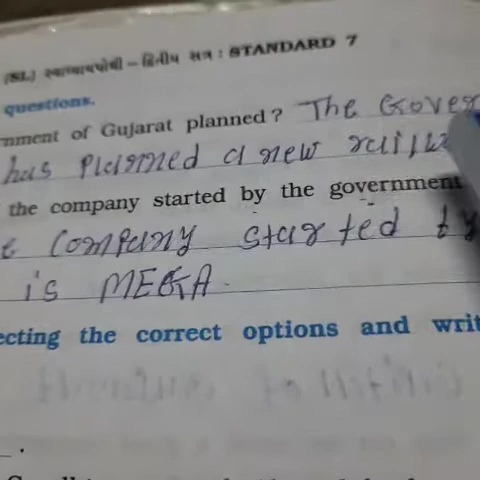 (SL) સ્વાધ્યાયપોથી – દ્વિતીય સત્ર : STANDARD 7
questions.
nment of Gujarat planned? The Gover
has planned a new railw
the company started by the government
e Company started by
is MEGA.
ecting the correct options and writ